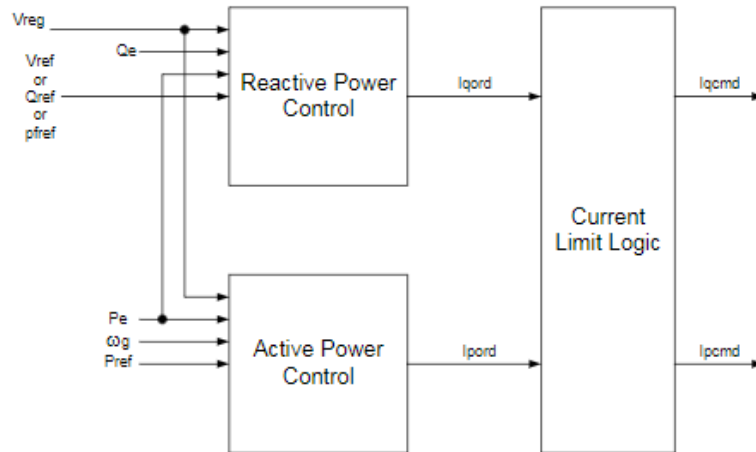 Vreg
Qe
Vref
or
Qref
or
pfref
Reactive Power
Control
Iqord
Iqcmd
Current
Limit Logic
Pe
ωg
Pref
Active Power
Control
Ipord
Ipcmd